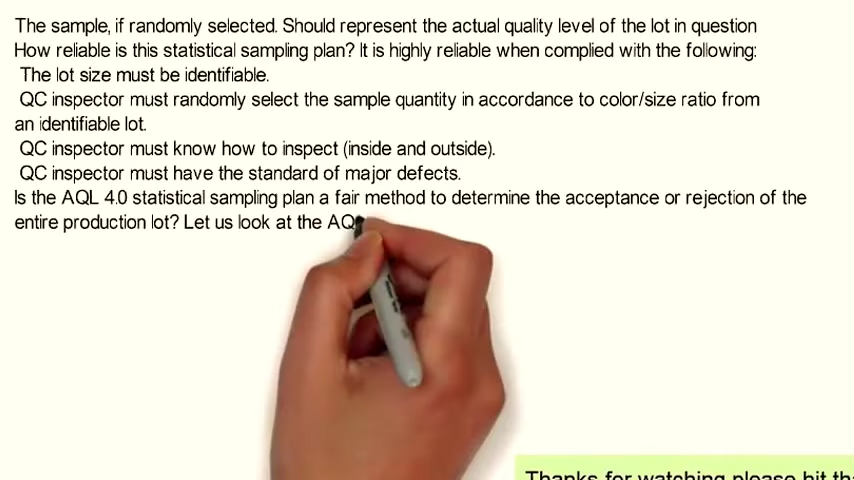 The sample, if randomly selected. Should represent the actual quality level of the lot in question
How reliable is this statistical sampling plan? It is highly reliable when complied with the following:
The lot size must be identifiable.
QC inspector must randomly select the sample quantity in accordance to color/size ratio from
an identifiable lot.
QC inspector must know how to inspect (inside and outside).
QC inspector must have the standard of major defects.
Is the AQL 4.0 statistical sampling plan a fair method to determine the acceptance or rejection of the
entire production lot? Let us look at the AQ
Thanks for watching please hit th